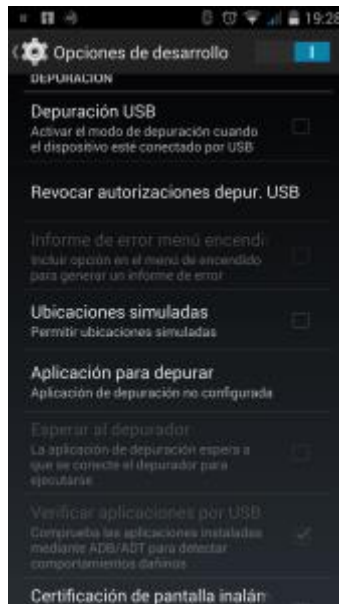 19:28
Opciones de desarrollo
DEPURACIÓN
Depuración USB
Activar el modo de depuración cuando
el dispositivo esté conectado por USB
Revocar autorizaciones depur. USB
Informe de error menú encendi
Incluir opción en el menú de encendido
para generar un informe de error
Ubicaciones simuladas
Permitir ubicaciones simuladas
Aplicación para depurar
Aplicación de depuración no configurada
Esperar al depurador
La aplicación de depuración espera a
que se conecte el depurador para
ejecutarse
Verificar aplicaciones por USB
Comprueba las aplicaciones instaladas
mediante ADB/ADT para detectar
comportamientos dañinos
Certificación de pantalla inalám